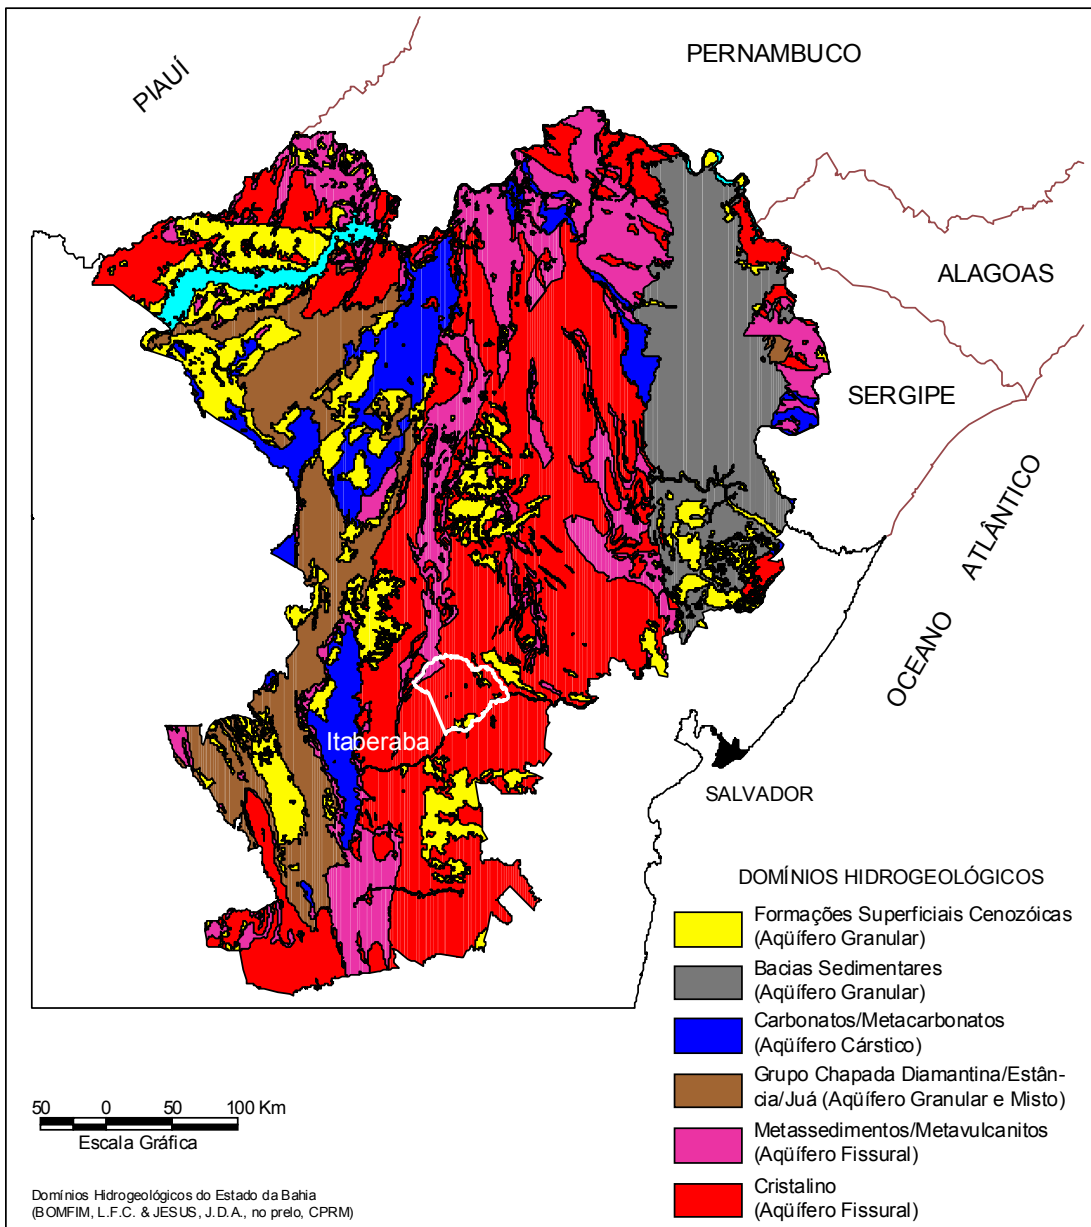 PIAUÍ
PERNAMBUCO
ALAGOAS
SERGIPE
OCEANO ATLÂNTICO
Itaberaba
SALVADOR
DOMÍNIOS HIDROGEOLÓGICOS
Formações Superficiais Cenozóicas
(Aqüífero Granular)
Bacias Sedimentares
(Aqüífero Granular)
Carbonatos/Metacarbonatos
(Aqüífero Cárstico)
Grupo Chapada Diamantina/Estân-
cia/Juá (Aqüífero Granular e Misto)
Metassedimentos/Metavulcanitos
(Aqüífero Fissural)
Cristalino
(Aqüífero Fissural)
50 0 50 100 Km
Escala Gráfica
Domínios Hidrogeológicos do Estado da Bahia
(BOMFIM, L.F.C. & JESUS, J.D.A., no prelo, CPRM)